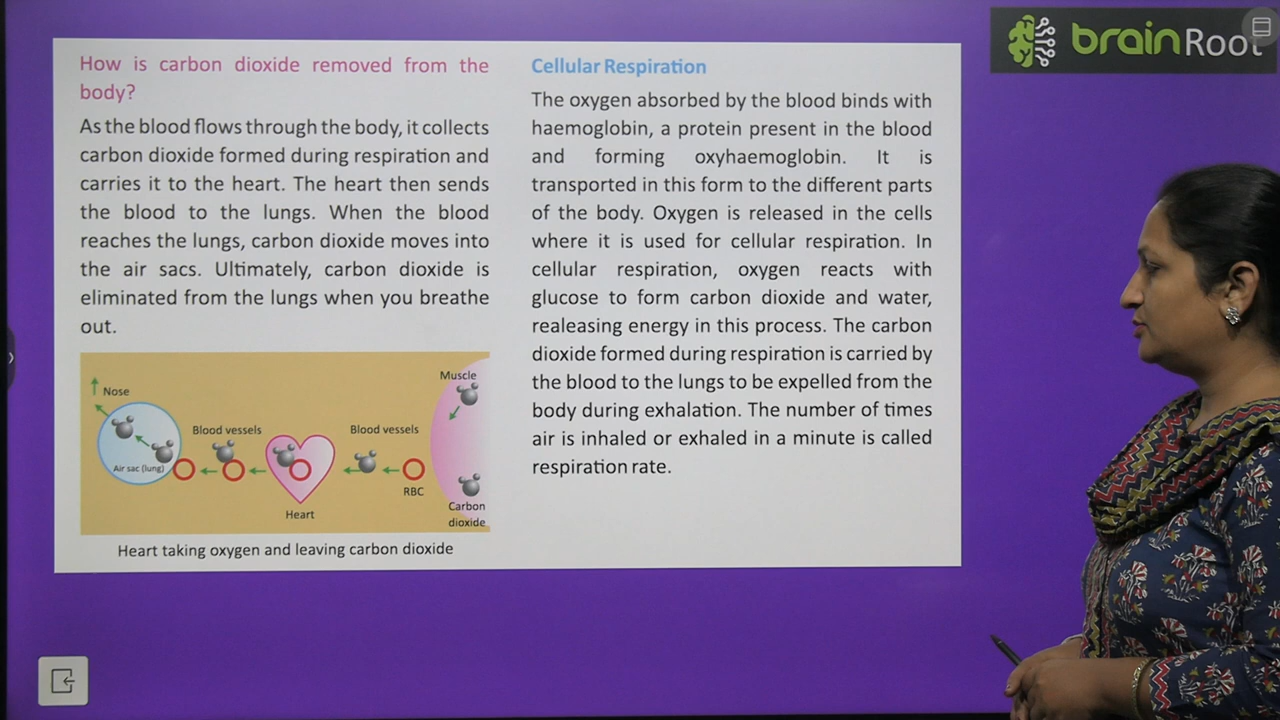 brainRoot
How is carbon dioxide removed from the
body?
As the blood flows through the body, it collects
carbon dioxide formed during respiration and
carries it to the heart. The heart then sends
the blood to the lungs. When the blood
reaches the lungs, carbon dioxide moves into
the air sacs. Ultimately, carbon dioxide is
eliminated from the lungs when you breathe
out.
Nose
Air sac (lung)
Blood vessels
Heart
Blood vessels
RBC
Muscle
Carbon
dioxide
Heart taking oxygen and leaving carbon dioxide
Cellular Respiration
The oxygen absorbed by the blood binds with
haemoglobin, a protein present in the blood
and forming oxyhaemoglobin. It is
transported in this form to the different parts
of the body. Oxygen is released in the cells
where it is used for cellular respiration. In
cellular respiration, oxygen reacts with
glucose to form carbon dioxide and water,
realeasing energy in this process. The carbon
dioxide formed during respiration is carried by
the blood to the lungs to be expelled from the
body during exhalation. The number of times
air is inhaled or exhaled in a minute is called
respiration rate.